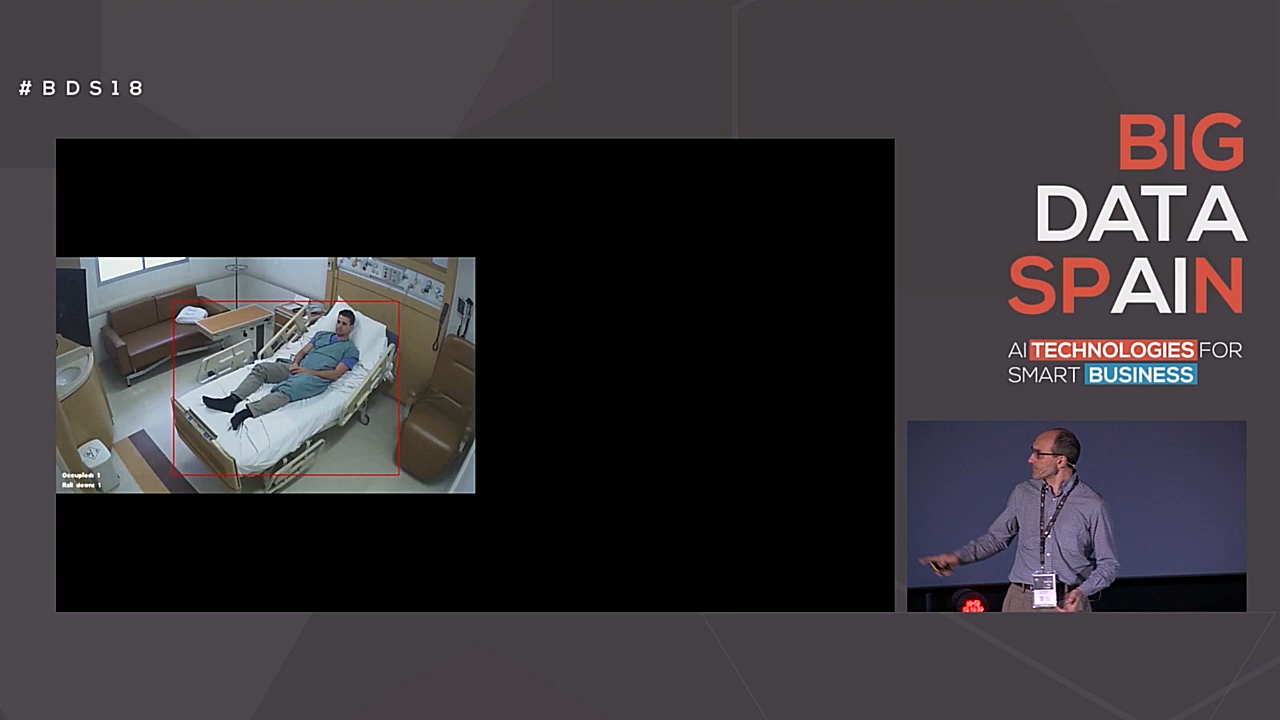 #BDS18
BIG
DATA
SPAIN
AI TECHNOLOGIES FOR
SMART BUSINESS
Occupied: 1
Rail down: 1